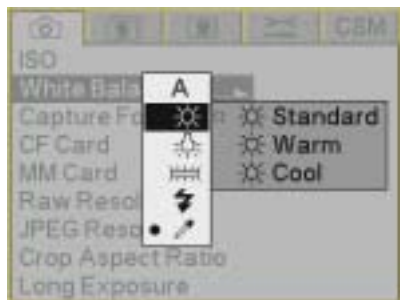 CSM
ISO
White Bala
A
Capture Fo
Standard
CF Card
Warm
MM Card
Cool
Raw Resol
JPEG Reso
Crop Aspect Ratio
Long Exposure